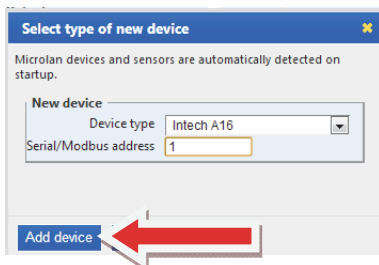 Select type of new device
Microlan devices and sensors are automatically detected on
startup.
New device
Device type Intech A16
Serial/Modbus address 1
Add device